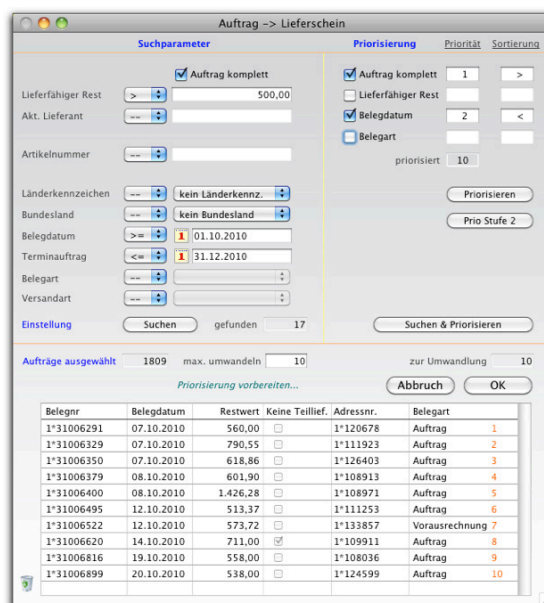 Auftrag -> Lieferschein
Suchparameter
Auftrag komplett
Lieferfähiger Rest > 500,00
Akt. Lieferant --
Artikelnummer --
Länderkennzeichen -- kein Länderkennz.
Bundesland -- kein Bundesland
Belegdatum >= 1 01.10.2010
Terminauftrag <= 1 31.12.2010
Belegart --
Versandart --
Einstellung Suchen gefunden 17
Priorisierung Priorität Sortierung
Auftrag komplett 1 >
Lieferfähiger Rest
Belegdatum 2 <
Belegart
priorisiert 10
Priorisieren
Prio Stufe 2
Suchen & Priorisieren
Aufträge ausgewählt 1809 max. umwandeln 10 zur Umwandlung 10
Priorisierung vorbereiten... Abbruch OK
Belegnr Belegdatum Restwert Keine Teillief. Adressnr. Belegart
1*31006291 07.10.2010 560,00 1*120678 Auftrag 1
1*31006329 07.10.2010 790,55 1*111923 Auftrag 2
1*31006350 07.10.2010 618,86 1*126403 Auftrag 3
1*31006379 08.10.2010 601,90 1*108913 Auftrag 4
1*31006400 08.10.2010 1.426,28 1*108971 Auftrag 5
1*31006495 12.10.2010 513,37 1*111253 Auftrag 6
1*31006522 12.10.2010 573,72 1*133857 Vorausrechnung 7
1*31006620 14.10.2010 711,00 1*109911 Auftrag 8
1*31006816 19.10.2010 558,00 1*108036 Auftrag 9
1*31006899 20.10.2010 538,00 1*124599 Auftrag 10